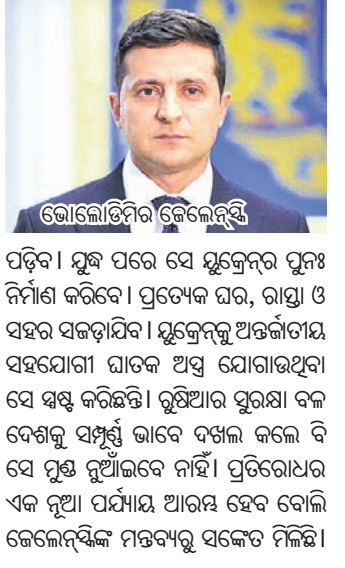 ଭୋଲୋଡିମିର ଜେଲେନ୍‌ସ୍କି
ପଡ଼ିବ। ଯୁଦ୍ଧ ପରେ ସେ ୟୁକ୍ରେନ୍‌ର ପୁନଃ
ନିର୍ମାଣ କରିବେ। ପ୍ରତ୍ୟେକ ଘର, ରାସ୍ତା ଓ
ସହର ସଜଡ଼ାଯିବ। ୟୁକ୍ରେନ୍‌କୁ ଅନ୍ତର୍ଜାତୀୟ
ସହଯୋଗୀ ଘାତକ ଅସ୍ତ୍ର ଯୋଗାଉଥିବା
ସେ ସ୍ପଷ୍ଟ କରିଛନ୍ତି। ରୁଷିଆର ସୁରକ୍ଷା ବଳ
ଦେଶକୁ ସମ୍ପୂର୍ଣ୍ଣ ଭାବେ ଦଖଲ କଲେ ବି
ସେ ମୁଣ୍ଡ ନୁଆଁଇବେ ନାହିଁ। ପ୍ରତିରୋଧର
ଏକ ନୂଆ ପର୍ଯ୍ୟାୟ ଆରମ୍ଭ ହେବ ବୋଲି
ଜେଲେନ୍‌ସ୍କିଙ୍କ ମନ୍ତବ୍ୟରୁ ସଙ୍କେତ ମିଳିଛି।